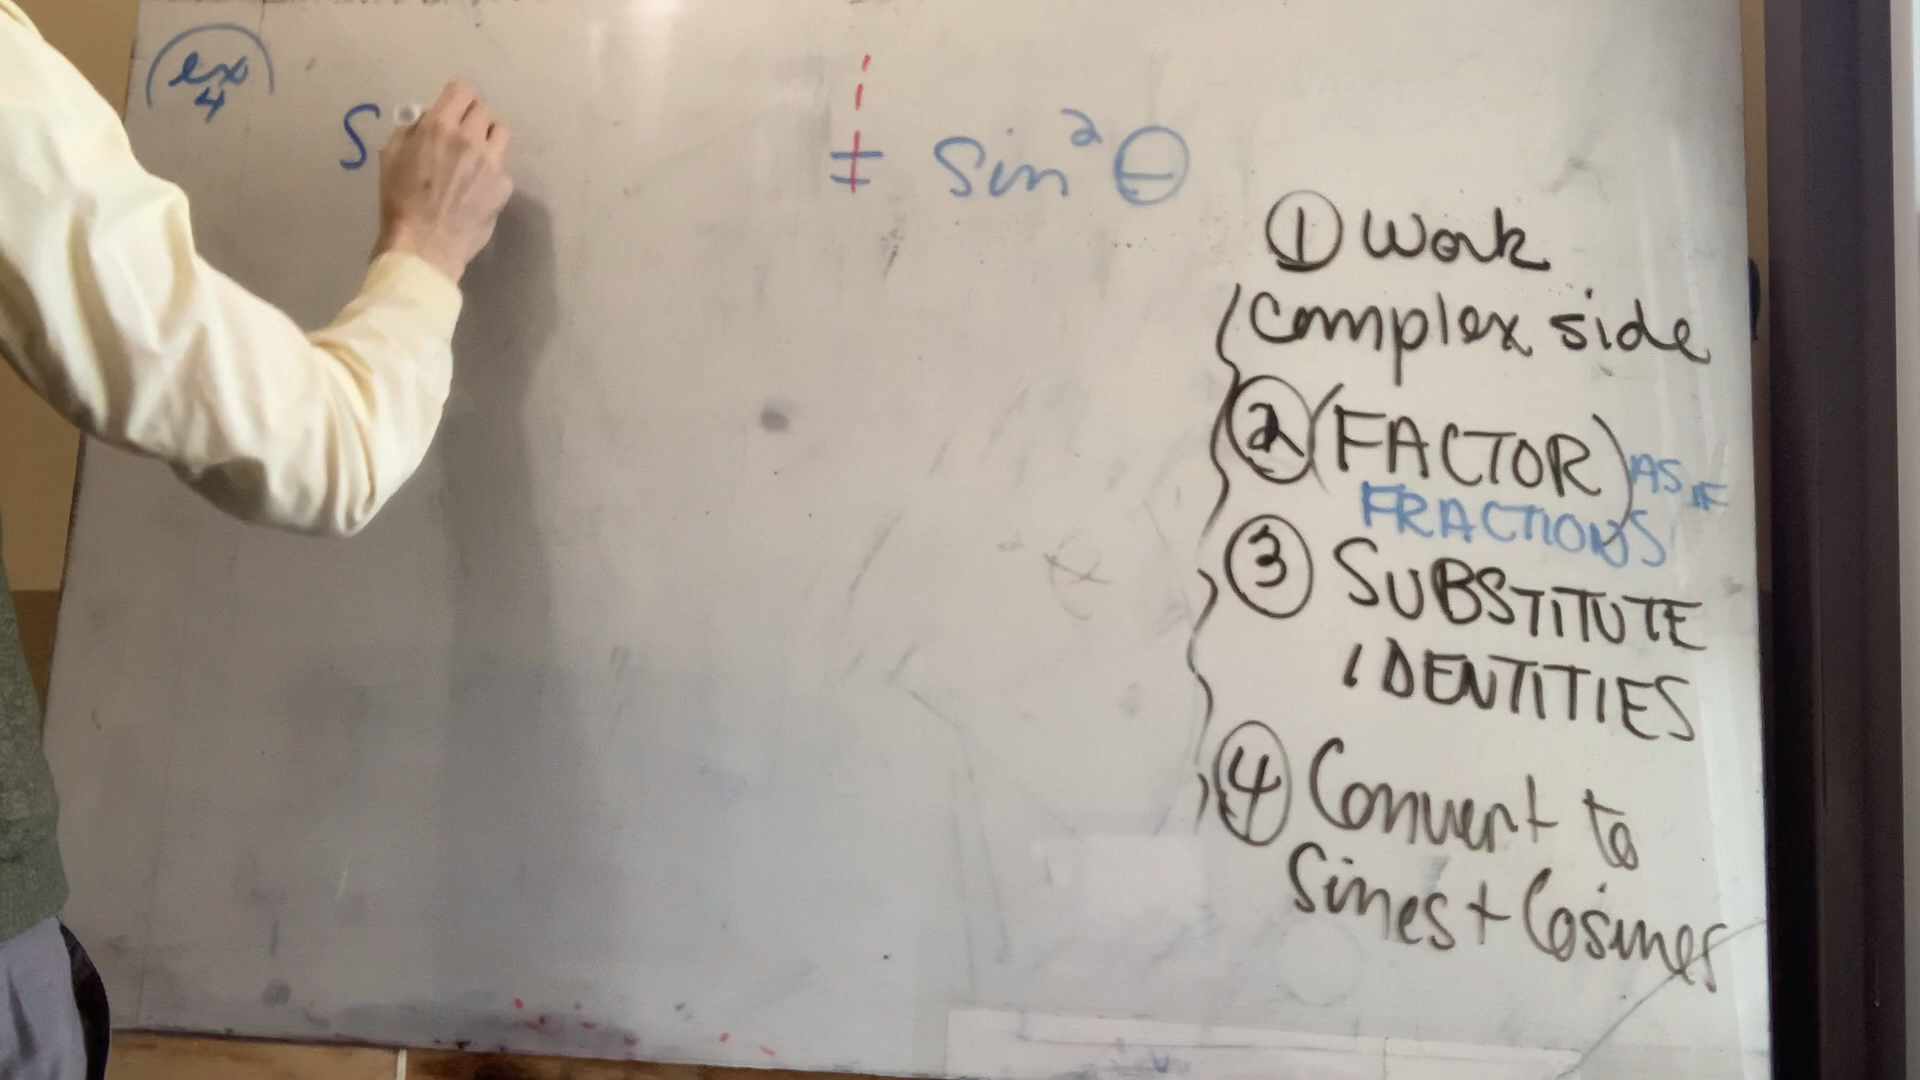 ex
4
S
= sin² θ
① Work
complex side
② (FACTOR) AS IF
FRACTIONS
③ SUBSTITUTE
IDENTITIES
④ Convert to
Sines + Cosines